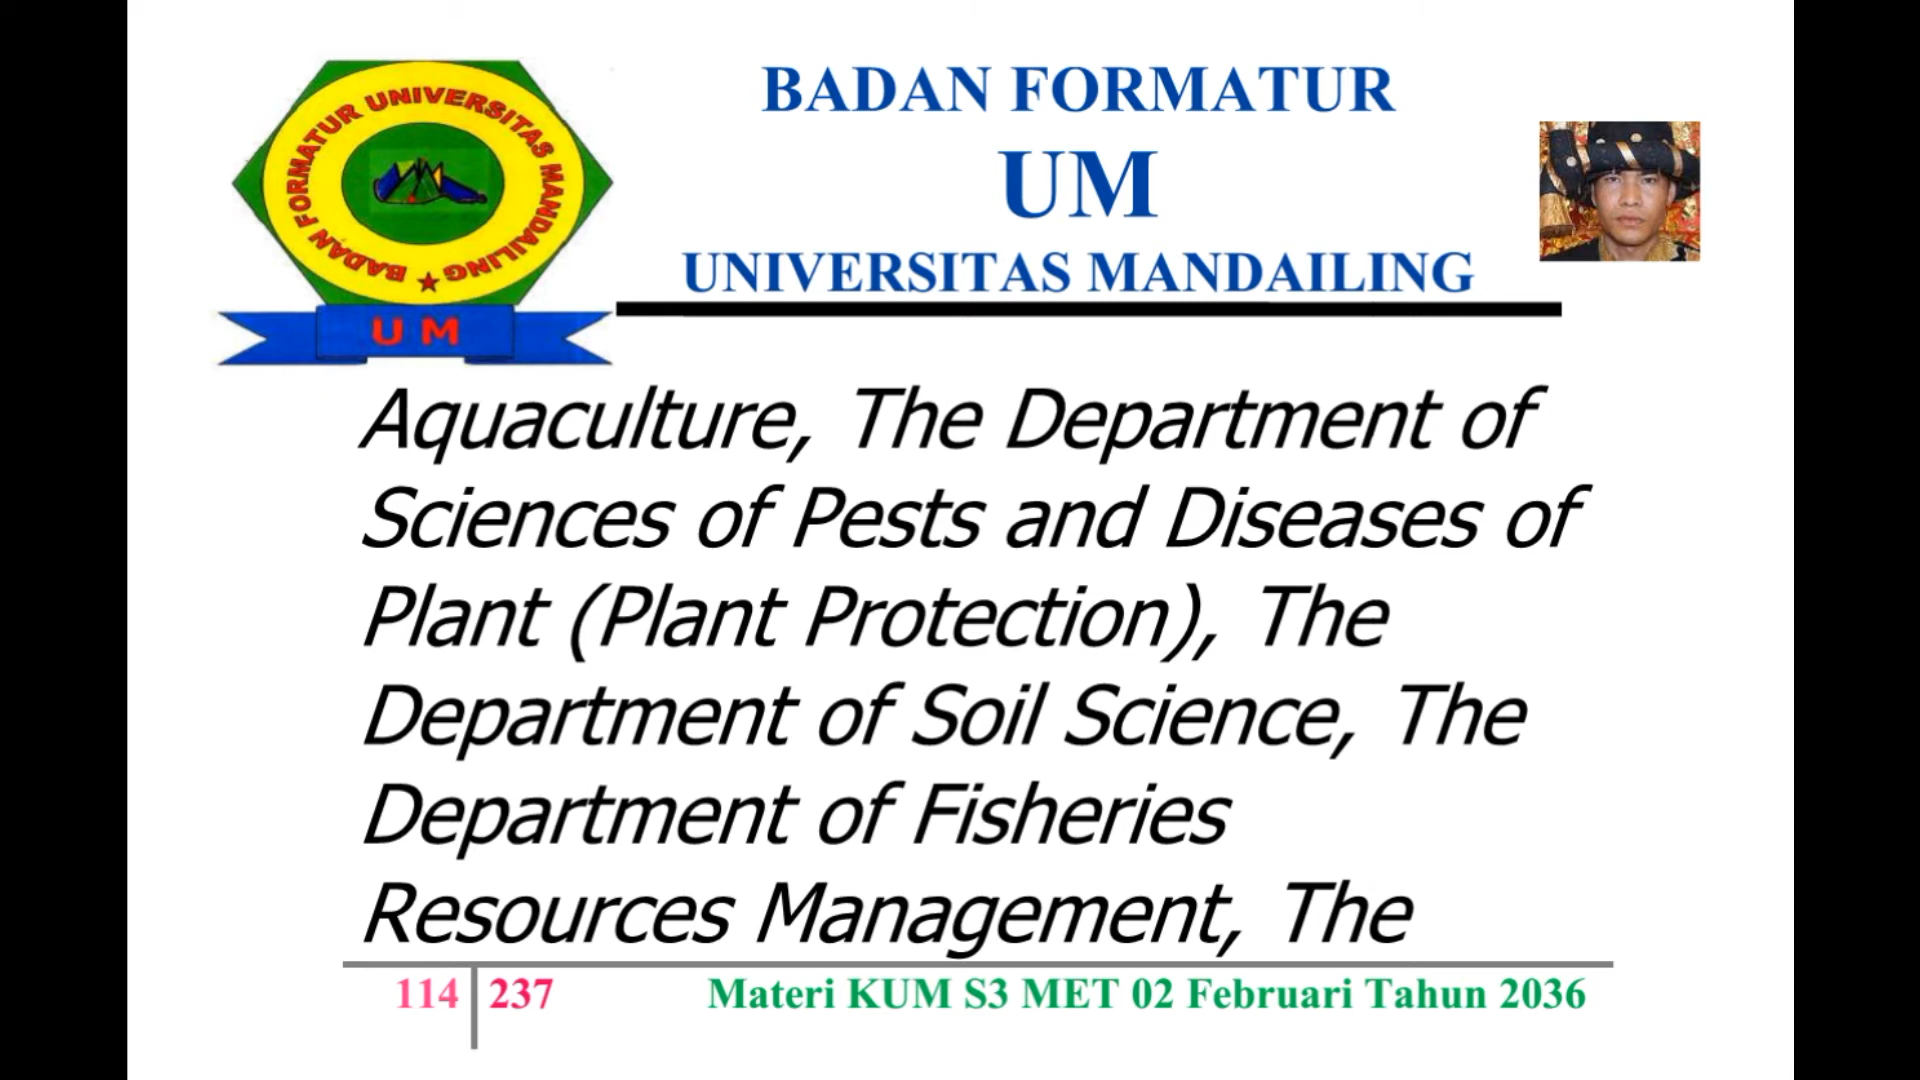 BADAN FORMATUR UNIVERSITAS MANDAILING
UM
BADAN FORMATUR
UM
UNIVERSITAS MANDAILING
Aquaculture, The Department of
Sciences of Pests and Diseases of
Plant (Plant Protection), The
Department of Soil Science, The
Department of Fisheries
Resources Management, The
114 237 Materi KUM S3 MET 02 Februari Tahun 2036